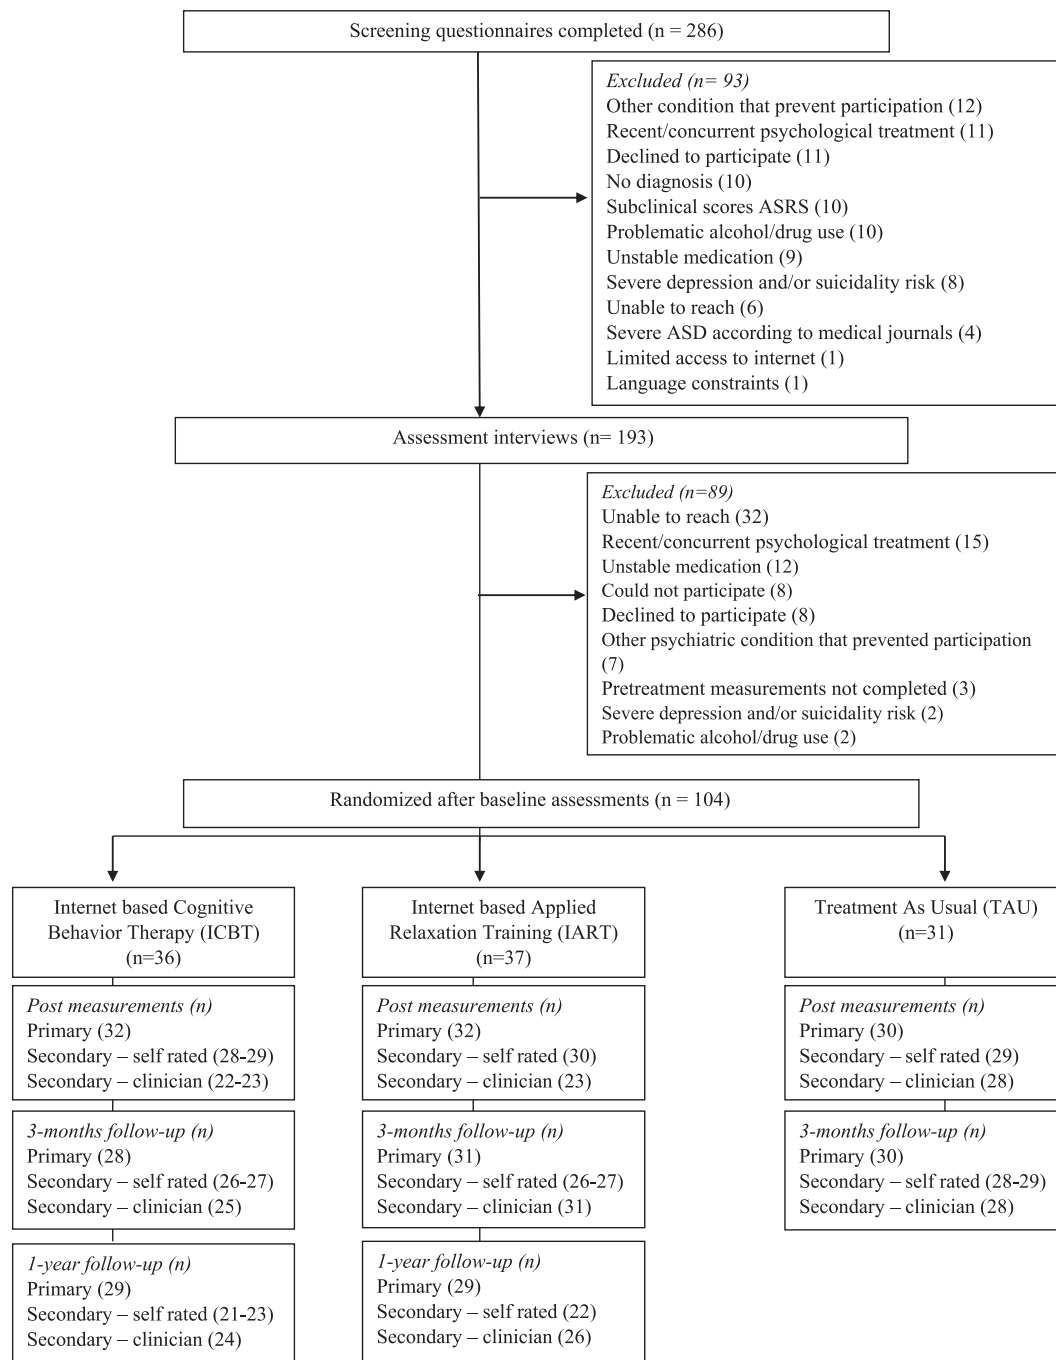 Screening questionnaires completed (n = 286)
Excluded (n= 93)
Other condition that prevent participation (12)
Recent/concurrent psychological treatment (11)
Declined to participate (11)
No diagnosis (10)
Subclinical scores ASRS (10)
Problematic alcohol/drug use (10)
Unstable medication (9)
Severe depression and/or suicidality risk (8)
Unable to reach (6)
Severe ASD according to medical journals (4)
Limited access to internet (1)
Language constraints (1)
Assessment interviews (n= 193)
Excluded (n=89)
Unable to reach (32)
Recent/concurrent psychological treatment (15)
Unstable medication (12)
Could not participate (8)
Declined to participate (8)
Other psychiatric condition that prevented participation
(7)
Pretreatment measurements not completed (3)
Severe depression and/or suicidality risk (2)
Problematic alcohol/drug use (2)
Randomized after baseline assessments (n = 104)
Internet based Cognitive
Behavior Therapy (ICBT)
(n=36)
Post measurements (n)
Primary (32)
Secondary – self rated (28-29)
Secondary – clinician (22-23)
3-months follow-up (n)
Primary (28)
Secondary – self rated (26-27)
Secondary – clinician (25)
1-year follow-up (n)
Primary (29)
Secondary – self rated (21-23)
Secondary – clinician (24)
Internet based Applied
Relaxation Training (IART)
(n=37)
Post measurements (n)
Primary (32)
Secondary – self rated (30)
Secondary – clinician (23)
3-months follow-up (n)
Primary (31)
Secondary – self rated (26-27)
Secondary – clinician (31)
1-year follow-up (n)
Primary (29)
Secondary – self rated (22)
Secondary – clinician (26)
Treatment As Usual (TAU)
(n=31)
Post measurements (n)
Primary (30)
Secondary – self rated (29)
Secondary – clinician (28)
3-months follow-up (n)
Primary (30)
Secondary – self rated (28-29)
Secondary – clinician (28)